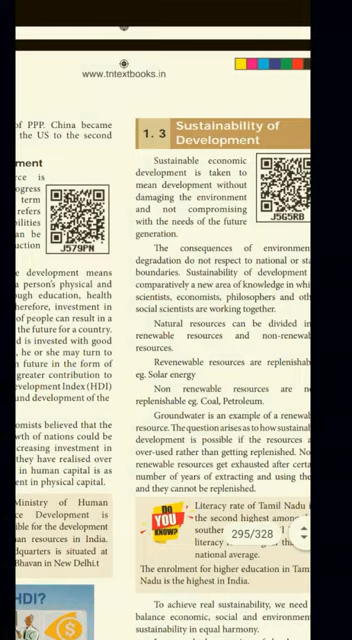 www.tntextbooks.in
of PPP. China became
the US to the second
ment
rce is
ogress
term
refers
bilities
an be
uction
J579PN
e development means
a person's physical and
ough education, health
herefore, investment in
of people can result in a
the future for a country.
d is invested with good
, he or she may turn to
n future in the form of
greater contribution to
evelopment Index (HDI)
und development of the
omists believed that the
wth of nations could be
creasing investment in
they have realised over
in human capital is as
ent in physical capital.
Ministry of Human
ce Development is
ible for the development
an resources in India.
dquarters is situated at
Bhavan in New Delhi.t
HDI?
1. 3 Sustainability of
Development
Sustainable economic
development is taken to
mean development without
damaging the environment
and not compromising
with the needs of the future
generation.
J5G5RB
The consequences of environmen
degradation do not respect to national or sta
boundaries. Sustainability of development
comparatively a new area of knowledge in whi
scientists, economists, philosophers and oth
social scientists are working together.
Natural resources can be divided in
renewable resources and non-renewal
resources.
Revenewable resources are replenishab
eg. Solar energy
Non renewable resources are n
replenishable eg. Coal, Petroleum.
Groundwater is an example of a renewal
resource. The question arises as to how sustainal
development is possible if the resources a
over-used rather than getting replenished. No
renewable resources get exhausted after certa
number of years of extracting and using the
and they cannot be replenished.
DO
YOU
KNOW?
Literacy rate of Tamil Nadu i
the second highest among
souther
literacy
national average.
295/328
The enrolment for higher education in Tam
Nadu is the highest in India.
To achieve real sustainability, we need
balance economic, social and environmen
sustainability in equal harmony.